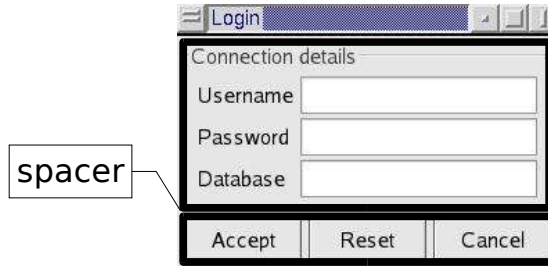 Login
Connection details
Username
Password
spacer
Database
Accept Reset Cancel